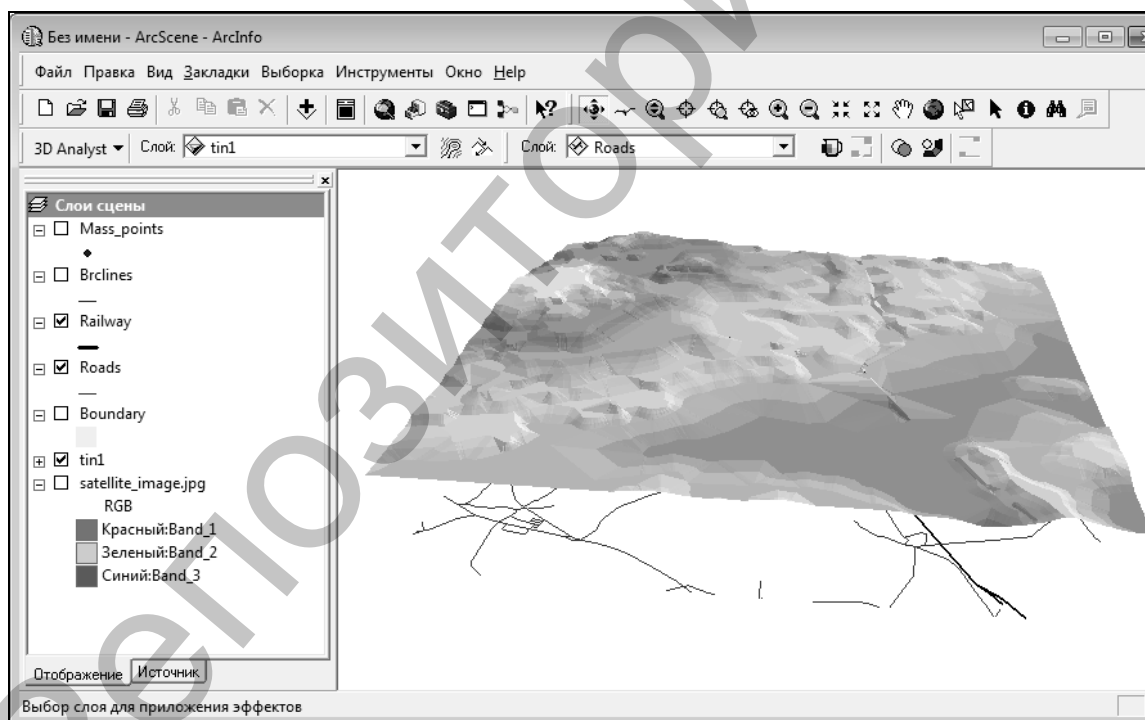 Без имени - ArcScene - ArcInfo
Файл Правка Вид Закладки Выборка Инструменты Окно Help
3D Analyst Слой: tin1 Слой: Roads
Слои сцены
Mass_points
Brclines
Railway
Roads
Boundary
tin1
satellite_image.jpg
RGB
Красный:Band_1
Зеленый:Band_2
Синий:Band_3
Отображение Источник
Выбор слоя для приложения эффектов